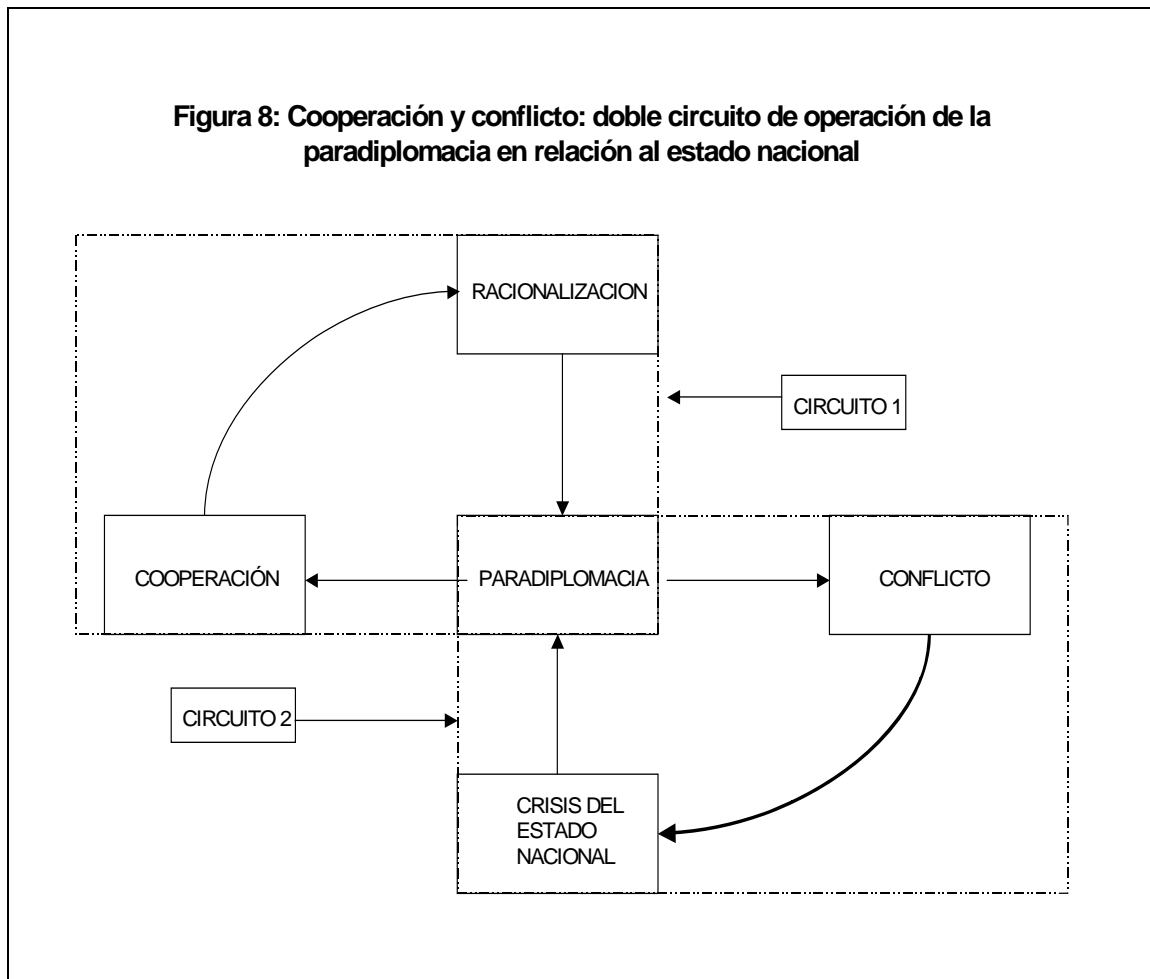 Figura 8: Cooperación y conflicto: doble circuito de operación de la
paradiplomacia en relación al estado nacional
RACIONALIZACION
CIRCUITO 1
COOPERACIÓN
PARADIPLOMACIA
CONFLICTO
CIRCUITO 2
CRISIS DEL
ESTADO
NACIONAL